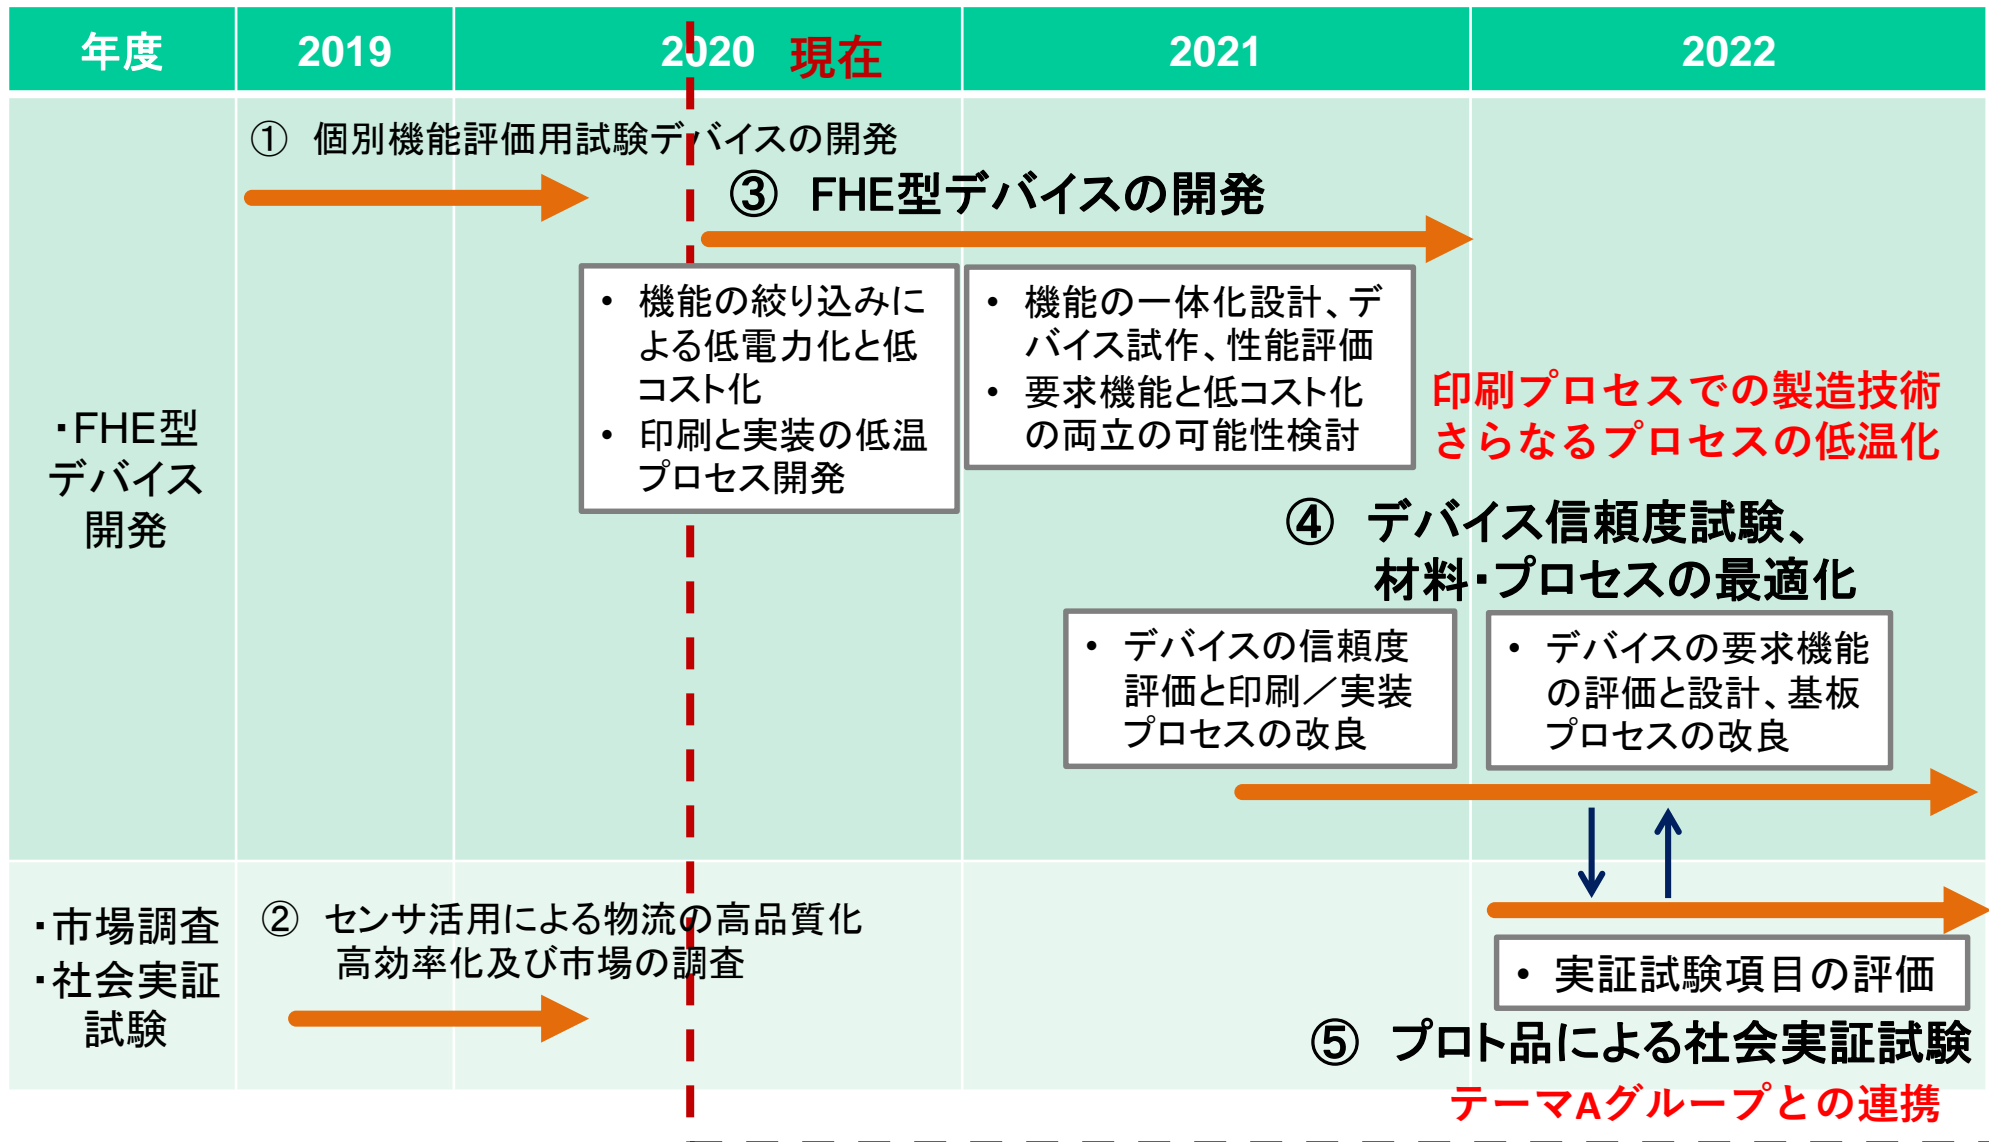 年度
2019
2020
現在
2021
2022
・FHE型
デバイス
開発
① 個別機能評価用試験デバイスの開発
③ FHE型デバイスの開発
• 機能の絞り込みに
よる低電力化と低
コスト化
• 印刷と実装の低温
プロセス開発
• 機能の一体化設計、デ
バイス試作、性能評価
• 要求機能と低コスト化
の両立の可能性検討
印刷プロセスでの製造技術
さらなるプロセスの低温化
④ デバイス信頼度試験、
材料・プロセスの最適化
• デバイスの信頼度
評価と印刷／実装
プロセスの改良
• デバイスの要求機能
の評価と設計、基板
プロセスの改良
・市場調査
・社会実証
試験
② センサ活用による物流の高品質化
高効率化及び市場の調査
• 実証試験項目の評価
⑤ プロト品による社会実証試験
テーマAグループとの連携